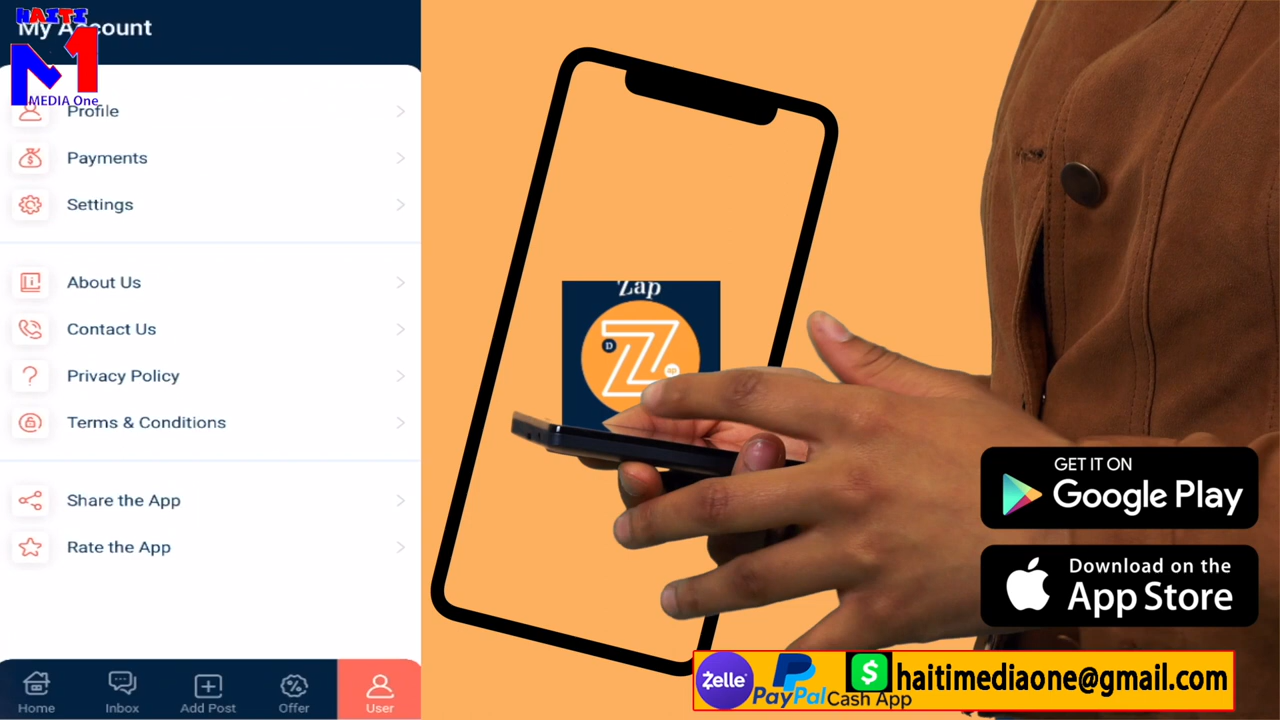 HAITI
My Account
M1
MEDIA One
Profile
Payments
Settings
About Us
Contact Us
Privacy Policy
Terms & Conditions
Share the App
Rate the App
Home
Inbox
Add Post
Offer
User
Zap
D
Z
ap
GET IT ON
Google Play
Download on the
App Store
Zelle
PayPal
$
Cash App
haitimediaone@gmail.com